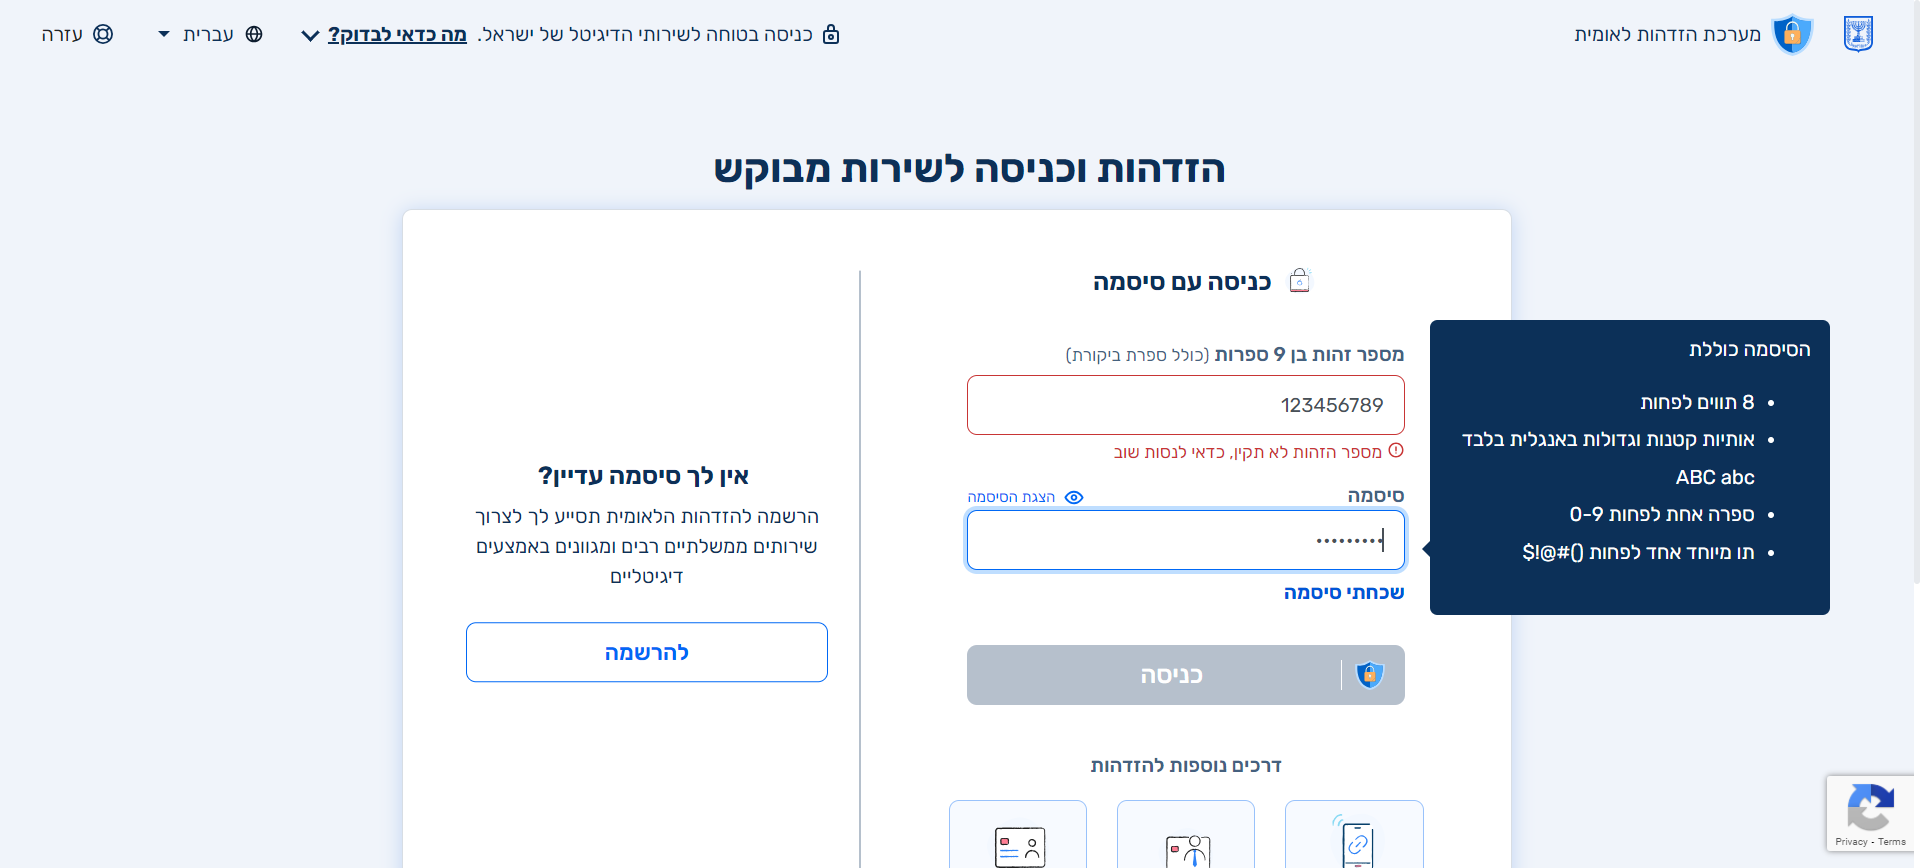 מערכת הזדהות לאומית
כניסה בטוחה לשירותי הדיגיטל של ישראל. מה כדאי לבדוק?
עברית
עזרה
הזדהות וכניסה לשירות מבוקש
כניסה עם סיסמה
מספר זהות בן 9 ספרות (כולל ספרת ביקורת)
123456789
מספר הזהות לא תקין, כדאי לנסות שוב
סיסמה
הצגת הסיסמה
•••••••••
שכחתי סיסמה
כניסה
דרכים נוספות להזדהות
הסיסמה כוללת
• 8 תווים לפחות
• אותיות קטנות וגדולות באנגלית בלבד
ABC abc
• ספרה אחת לפחות 0-9
• תו מיוחד אחד לפחות ()#@!$
אין לך סיסמה עדיין?
הרשמה להזדהות הלאומית תסייע לך לצרוך
שירותים ממשלתיים רבים ומגוונים באמצעים
דיגיטליים
להרשמה
Privacy - Terms